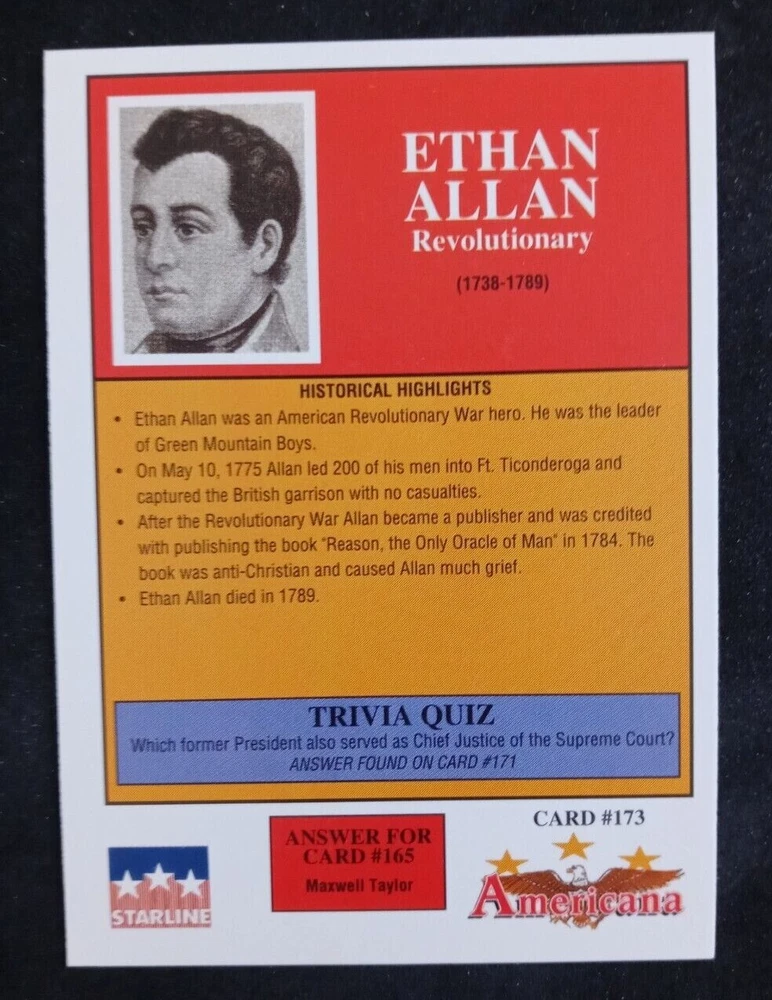 ETHAN
ALLAN
Revolutionary
(1738-1789)
HISTORICAL HIGHLIGHTS
• Ethan Allan was an American Revolutionary War hero. He was the leader
of Green Mountain Boys.
• On May 10, 1775 Allan led 200 of his men into Ft. Ticonderoga and
captured the British garrison with no casualties.
• After the Revolutionary War Allan became a publisher and was credited
with publishing the book "Reason, the Only Oracle of Man" in 1784. The
book was anti-Christian and caused Allan much grief.
• Ethan Allan died in 1789.
TRIVIA QUIZ
Which former President also served as Chief Justice of the Supreme Court?
ANSWER FOUND ON CARD #171
STARLINE
ANSWER FOR
CARD #165
Maxwell Taylor
CARD #173
Americana